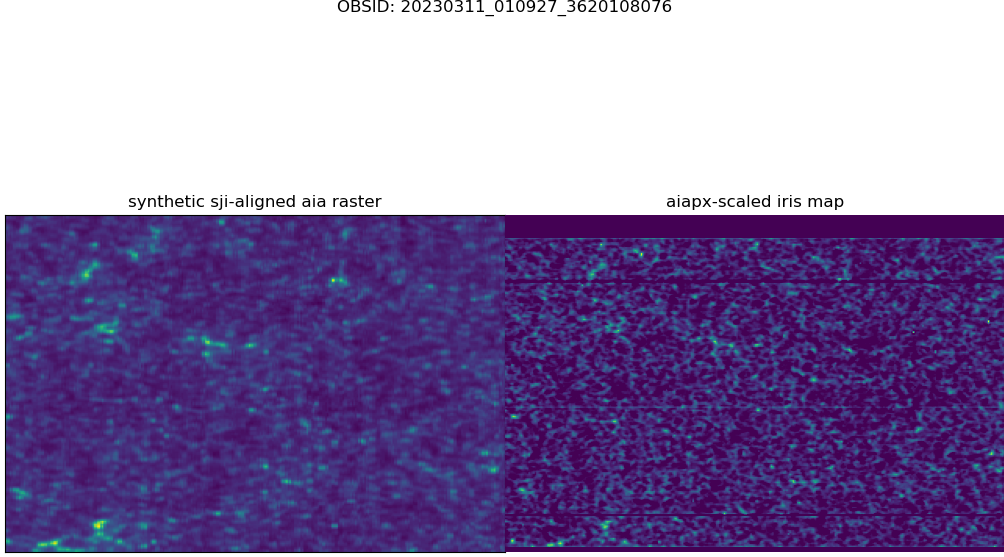 OBSID: 20230311_010927_3620108076
synthetic sji-aligned aia raster
aiapx-scaled iris map